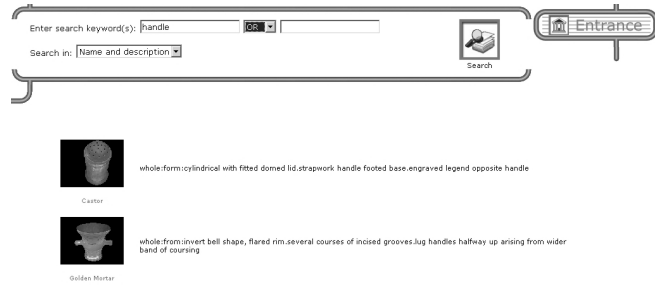 Enter search keyword(s): handle OR
Entrance
Search in: Name and description
Search
whole:form:cylindrical with fitted domed lid.strapwork handle footed base.engraved legend opposite handle
Castor
whole:from:invert bell shape, flared rim.several courses of incised grooves.lug handles halfway up arising from wider
band of coursing
Golden Mortar